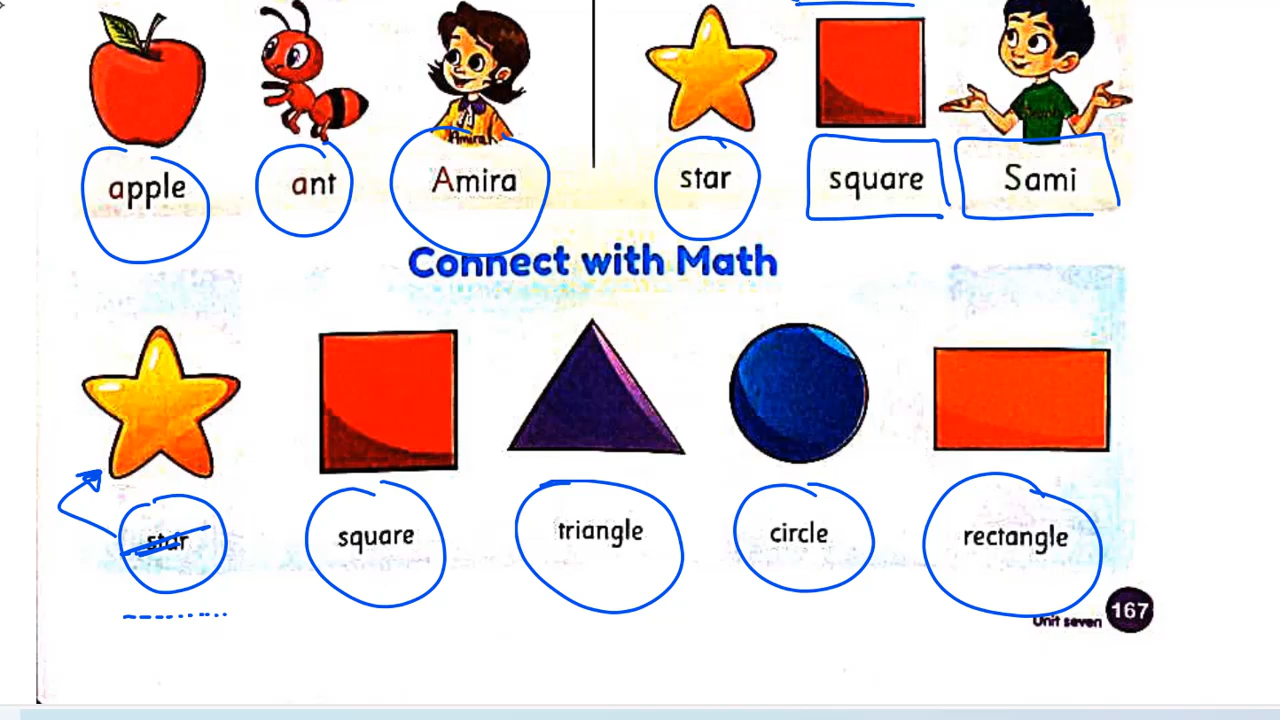 apple ant Amira star square Sami
Connect with Math
star square triangle circle rectangle
Unit seven 167